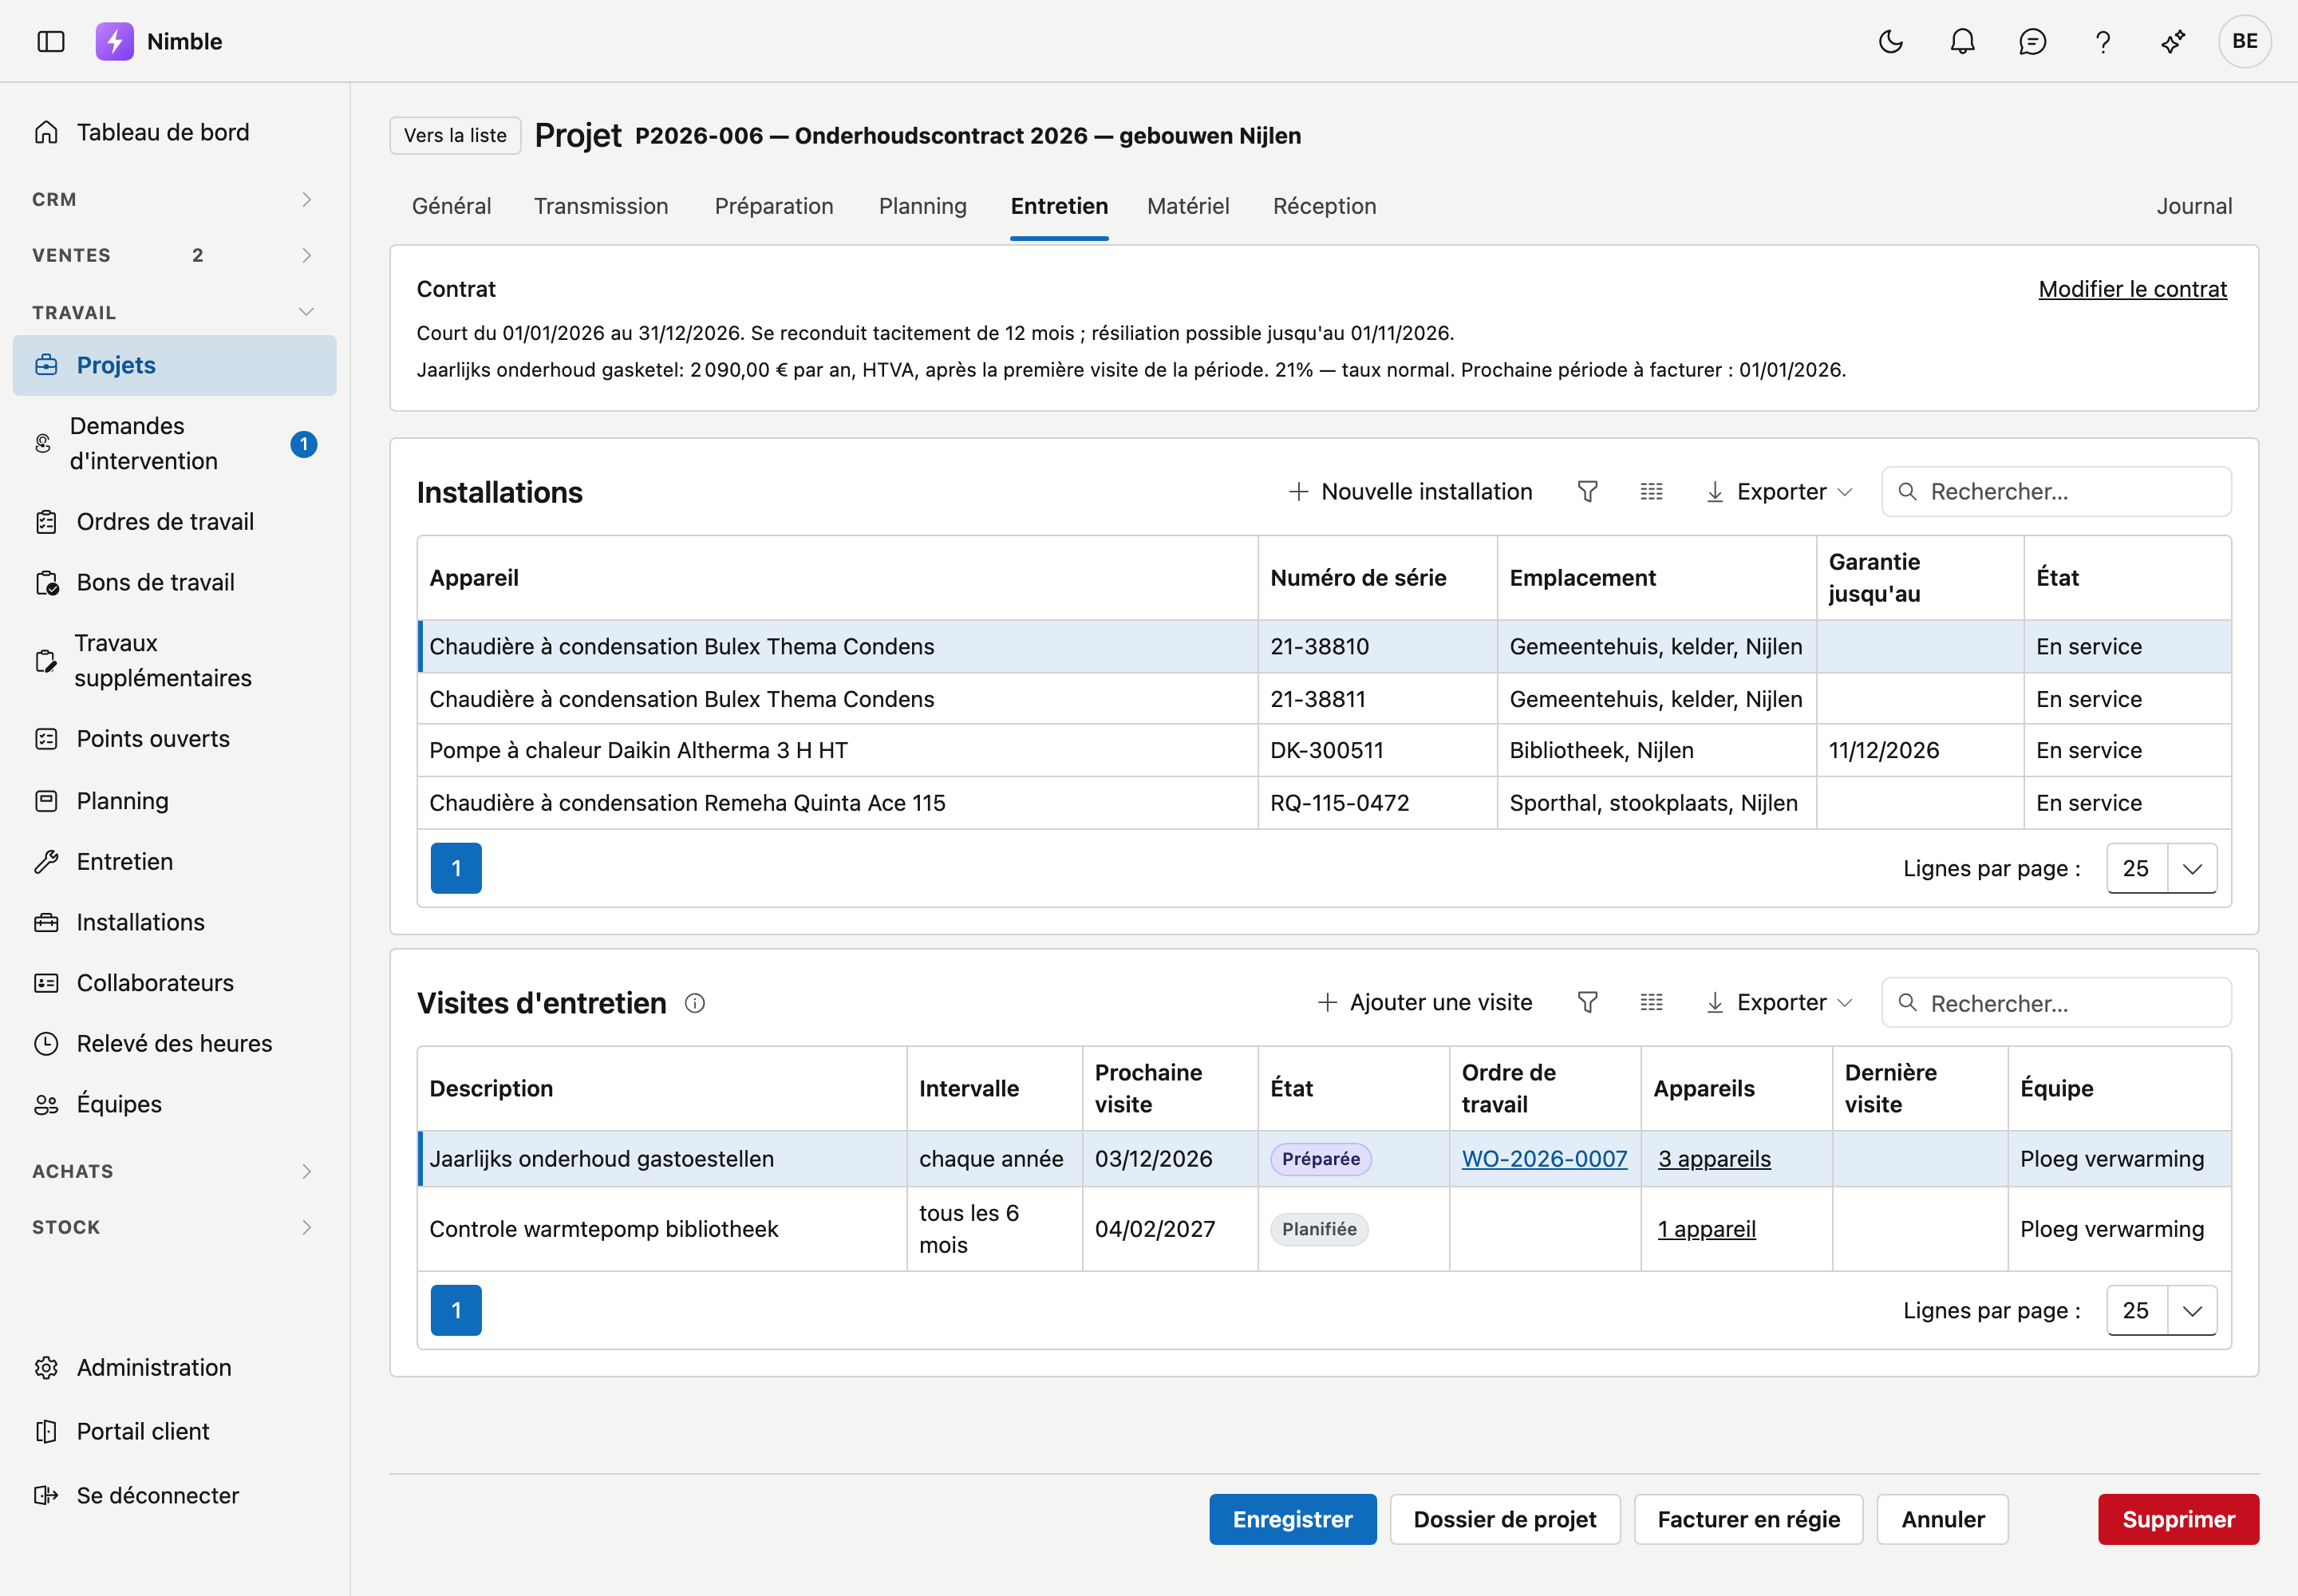 Nimble
BE
Tableau de bord
CRM
VENTES 2
TRAVAIL
Projets
Demandes
d'intervention
1
Ordres de travail
Bons de travail
Travaux
supplémentaires
Points ouverts
Planning
Entretien
Installations
Collaborateurs
Relevé des heures
Équipes
ACHATS
STOCK
Administration
Portail client
Se déconnecter
Vers la liste Projet P2026-006 — Onderhoudscontract 2026 — gebouwen Nijlen
Général Transmission Préparation Planning Entretien Matériel Réception Journal
Contrat Modifier le contrat
Court du 01/01/2026 au 31/12/2026. Se reconduit tacitement de 12 mois ; résiliation possible jusqu'au 01/11/2026.
Jaarlijks onderhoud gasketel: 2 090,00 € par an, HTVA, après la première visite de la période. 21% — taux normal. Prochaine période à facturer : 01/01/2026.
Installations Nouvelle installation Exporter Rechercher...
Appareil Numéro de série Emplacement Garantie jusqu'au État
Chaudière à condensation Bulex Thema Condens 21-38810 Gemeentehuis, kelder, Nijlen En service
Chaudière à condensation Bulex Thema Condens 21-38811 Gemeentehuis, kelder, Nijlen En service
Pompe à chaleur Daikin Altherma 3 H HT DK-300511 Bibliotheek, Nijlen 11/12/2026 En service
Chaudière à condensation Remeha Quinta Ace 115 RQ-115-0472 Sporthal, stookplaats, Nijlen En service
1 Lignes par page : 25
Visites d'entretien Ajouter une visite Exporter Rechercher...
Description Intervalle Prochaine visite État Ordre de travail Appareils Dernière visite Équipe
Jaarlijks onderhoud gastoestellen chaque année 03/12/2026 Préparée WO-2026-0007 3 appareils Ploeg verwarming
Controle warmtepomp bibliotheek tous les 6 mois 04/02/2027 Planifiée 1 appareil Ploeg verwarming
1 Lignes par page : 25
Enregistrer Dossier de projet Facturer en régie Annuler Supprimer